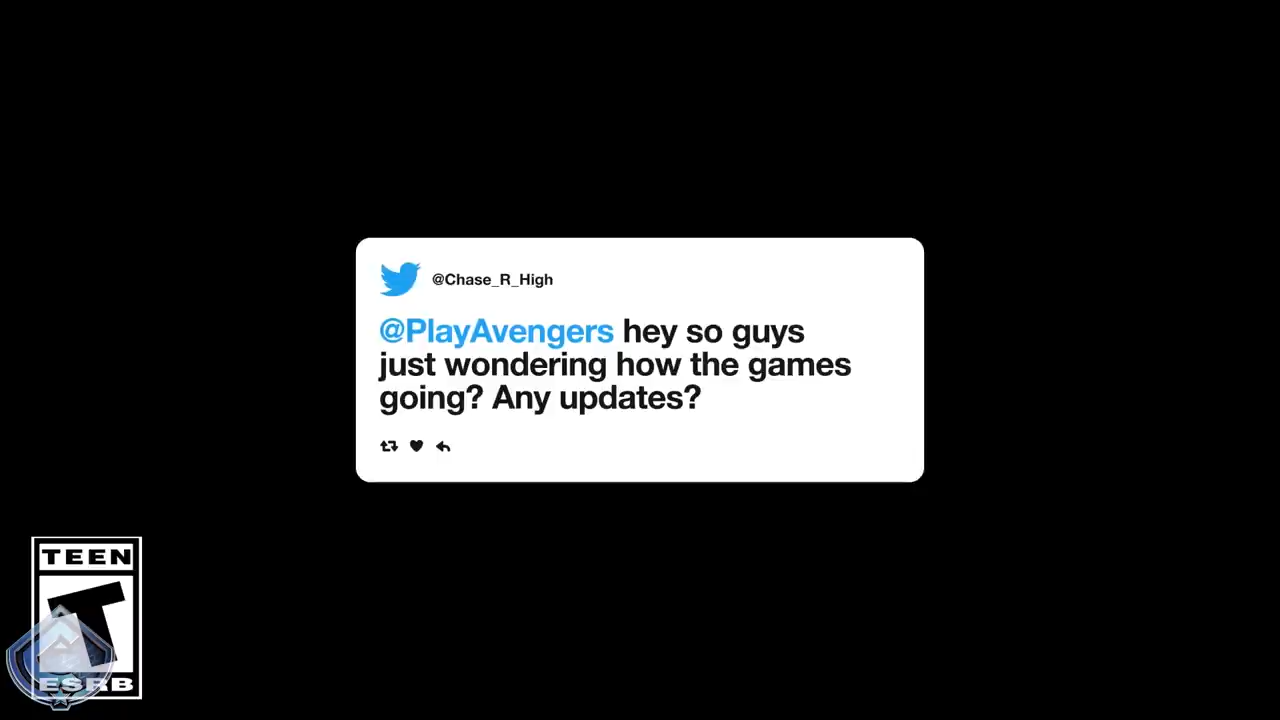 @Chase_R_High
@PlayAvengers hey so guys
just wondering how the games
going? Any updates?
TEEN
T
ESRB